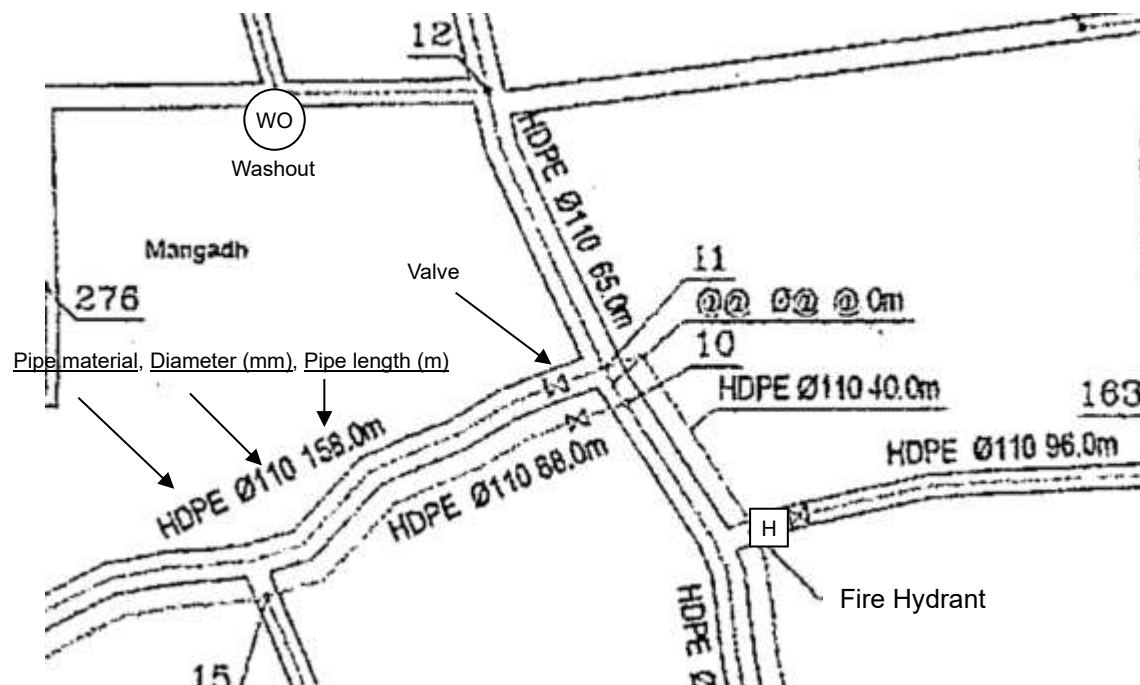 12
WO
Washout
HDPE Ø110 65.0m
Mangadh
11
Valve
276
@@ Ø@ @.0m
10
Pipe material, Diameter (mm), Pipe length (m)
HDPE Ø110 40.0m
163
HDPE Ø110 158.0m
HDPE Ø110 96.0m
HDPE Ø110 68.0m
H
Fire Hydrant
HDPE Ø
15